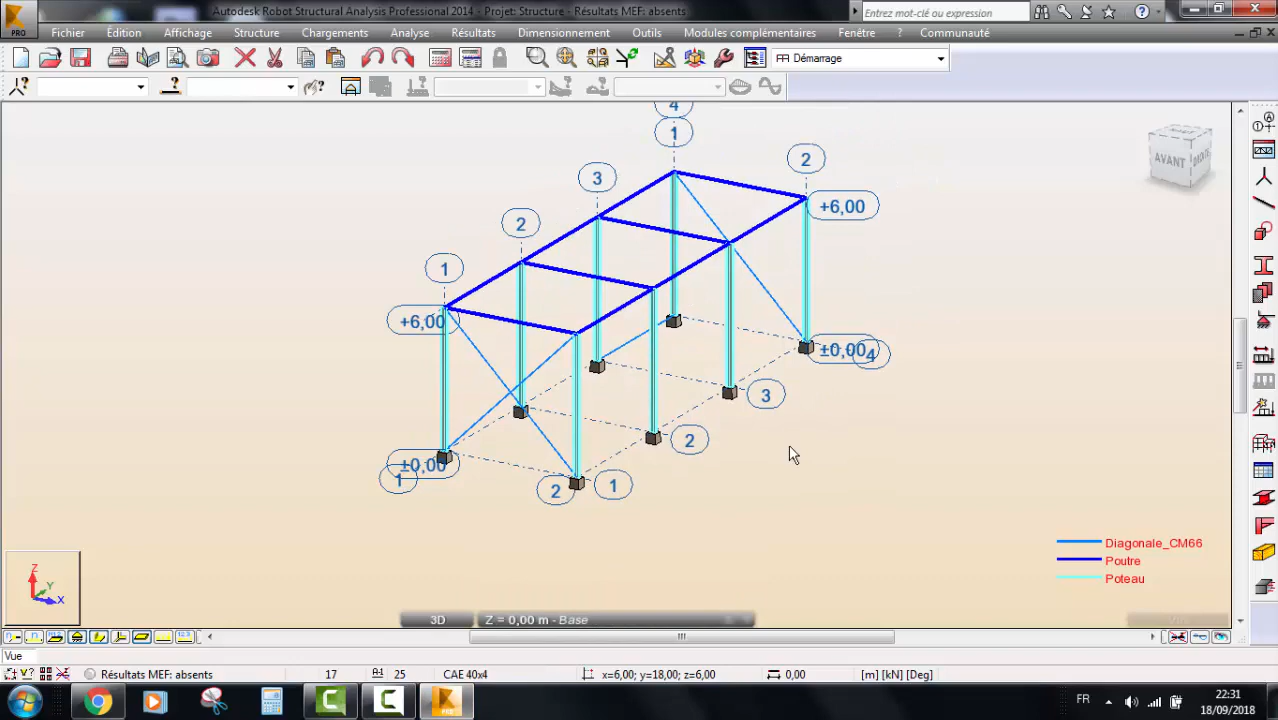 Autodesk Robot Structural Analysis Professional 2014 - Projet: Structure - Résultats MEF: absents
Entrez mot-clé ou expression
PRO
Fichier Édition Affichage Structure Chargements Analyse Résultats Dimensionnement Outils Modules complémentaires Fenêtre ? Communauté
Démarrage
4
1
2
3
+6,00
2
1
+6,00
AVANT
±0,00
4
3
2
±0,00
1
2
1
Diagonale_CM66
Poutre
Poteau
Z
Y
X
3D
Z = 0,00 m - Base
Vue
Résultats MEF: absents
17
25
CAE 40x4
x=6,00; y=18,00; z=6,00
0,00
[m] [kN] [Deg]
PRO
FR
22:31
18/09/2018